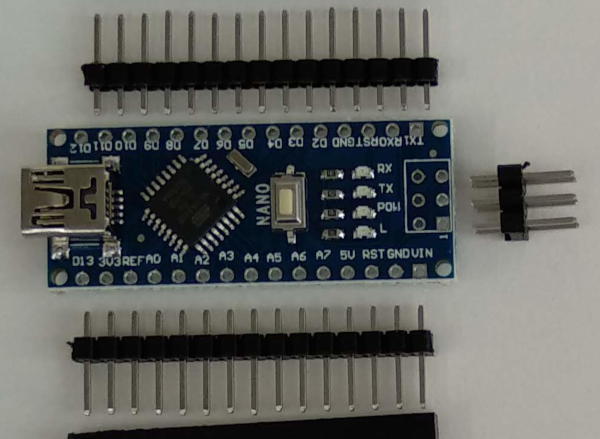 D12 D11 D10 D9 D8 D7 D6 D5 D4 D3 D2 GND RST RX0 TX1
RX
TX
POW
L
NANO
1
D13 3V3 REF A0 A1 A2 A3 A4 A5 A6 A7 5V RST GND VIN